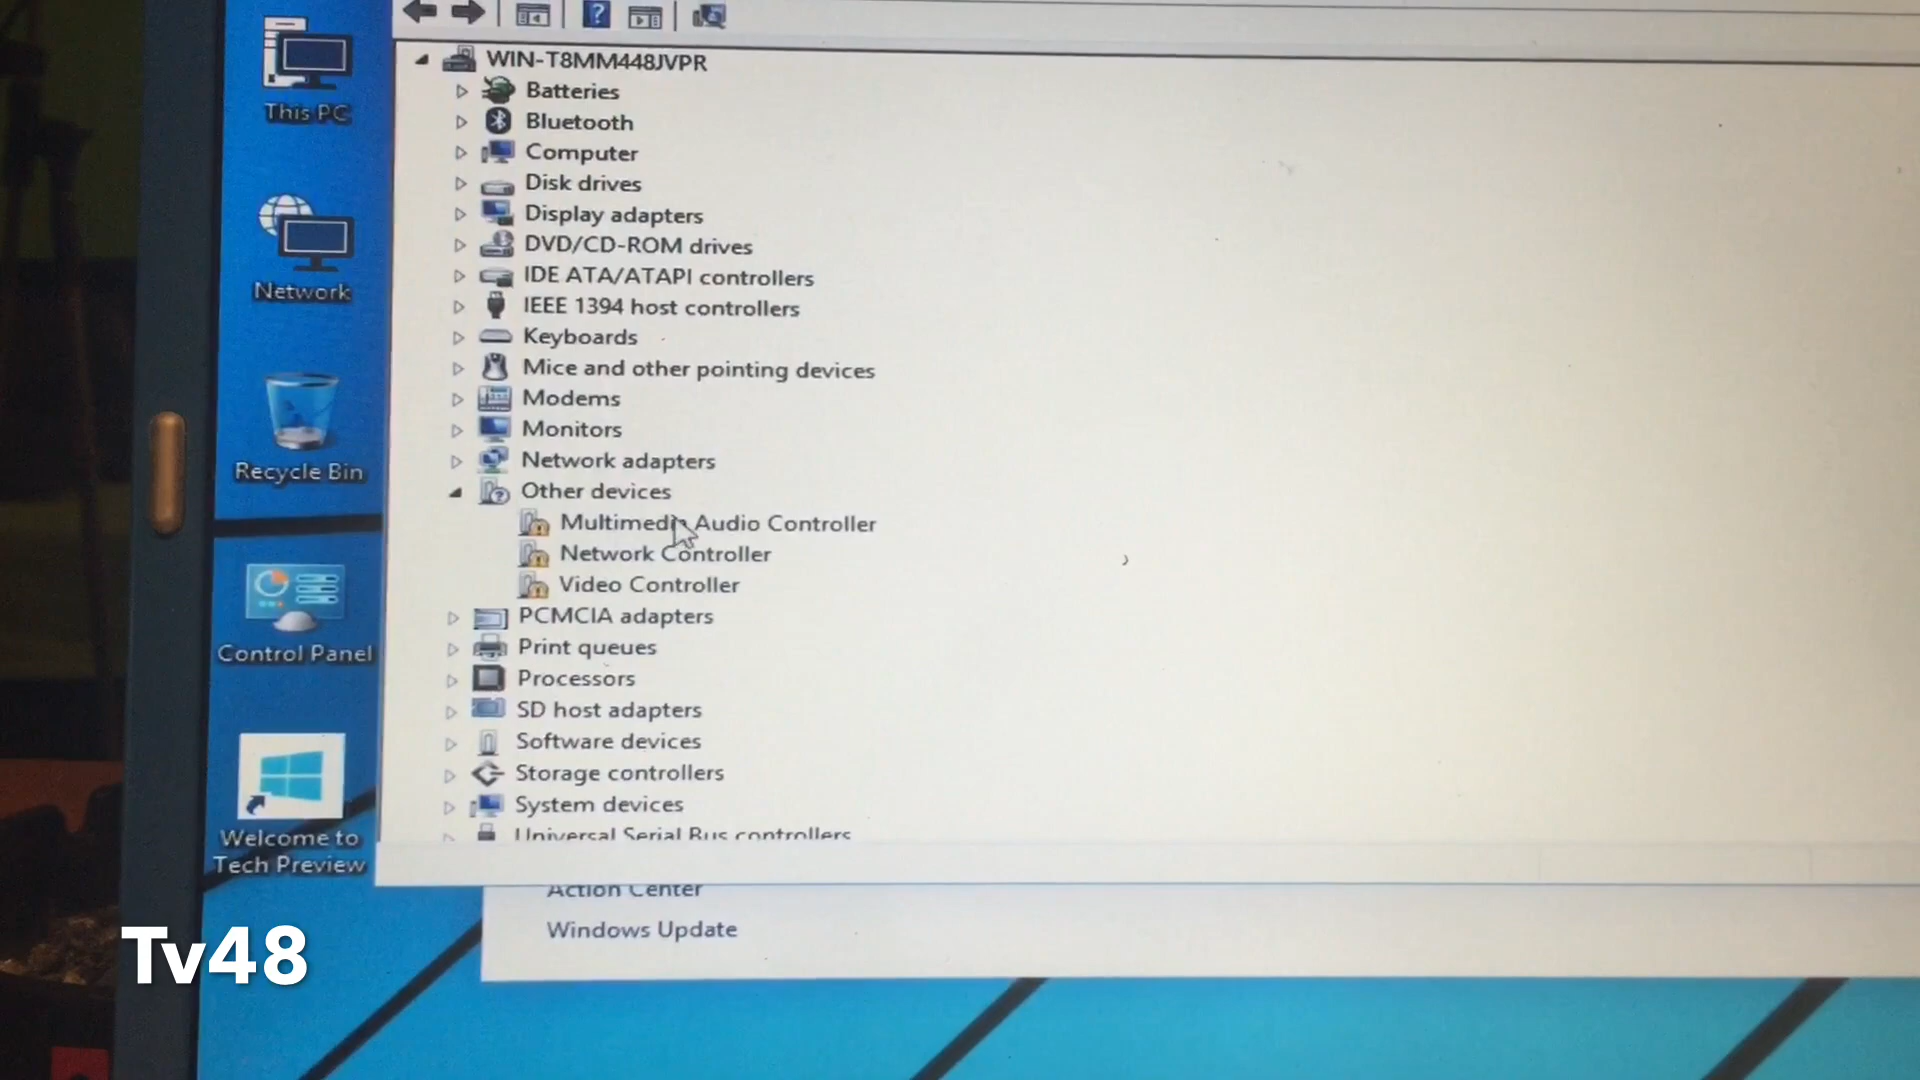 This PC
Network
Recycle Bin
Control Panel
Welcome to
Tech Preview
WIN-T8MM448JVPR
Batteries
Bluetooth
Computer
Disk drives
Display adapters
DVD/CD-ROM drives
IDE ATA/ATAPI controllers
IEEE 1394 host controllers
Keyboards
Mice and other pointing devices
Modems
Monitors
Network adapters
Other devices
Multimedia Audio Controller
Network Controller
Video Controller
PCMCIA adapters
Print queues
Processors
SD host adapters
Software devices
Storage controllers
System devices
Universal Serial Bus controllers
Action Center
Windows Update
Tv48